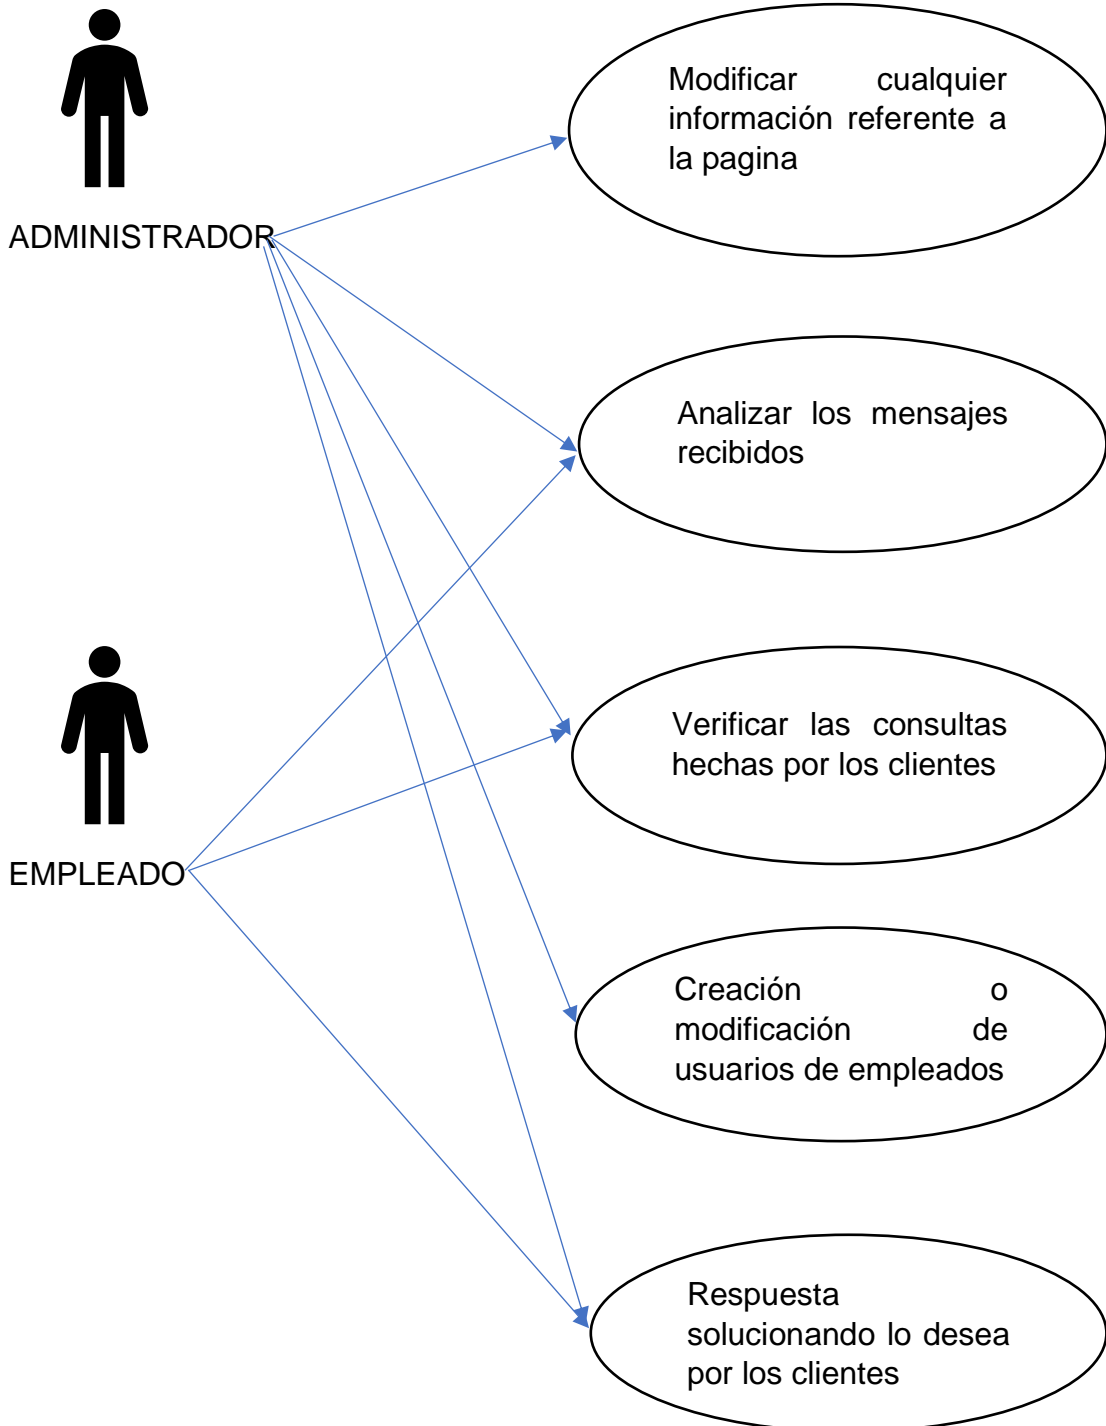 Modificar cualquier
información referente a
la pagina
ADMINISTRADOR
Analizar los mensajes
recibidos
Verificar las consultas
hechas por los clientes
EMPLEADO
Creación o
modificación de
usuarios de empleados
Respuesta
solucionando lo desea
por los clientes